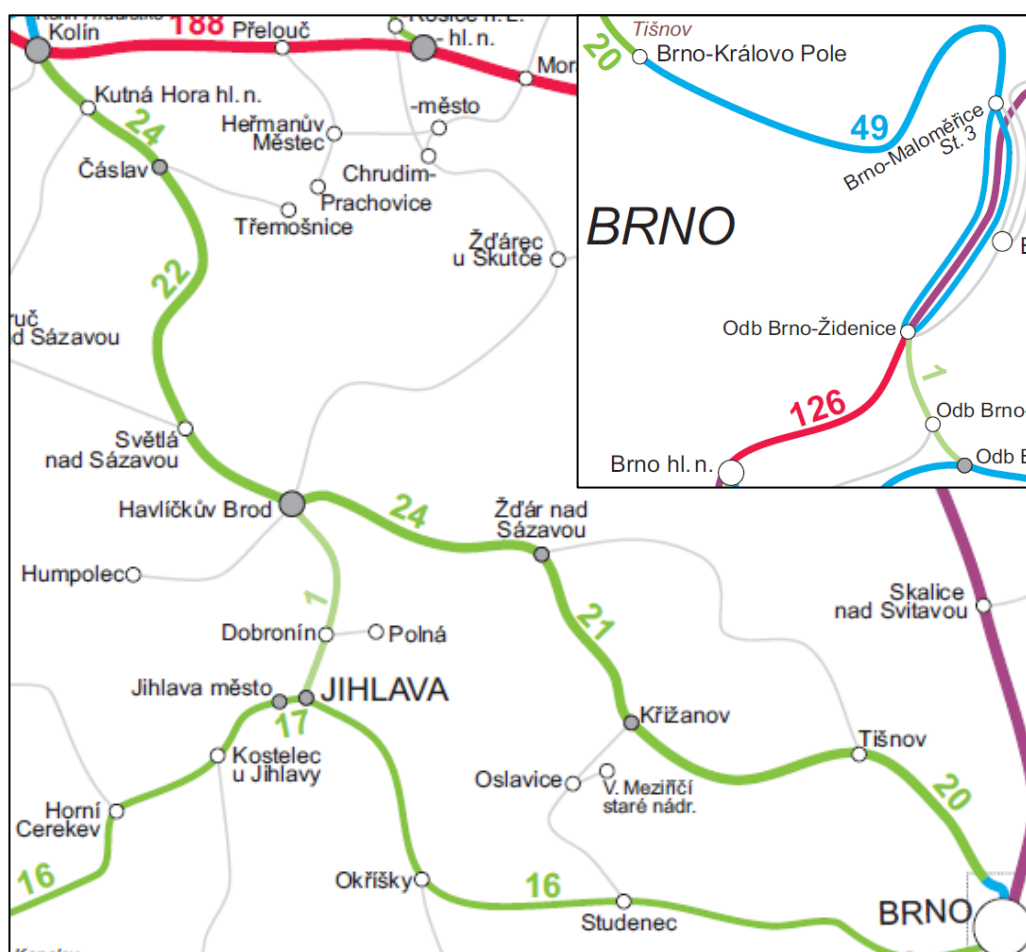 Kolín
188
Přelouč
hl. n.
Kutná Hora hl. n.
24
Heřmanův
Městec
-město
Čáslav
Chrudim-
Prachovice
Třemošnice
Žďárec
u Skutče
22
d Sázavou
Světlá
nad Sázavou
Havlíčkův Brod
24
Žďár nad
Sázavou
Humpolec
1
Dobronín
Polná
21
Skalice
nad Svitavou
Jihlava město
JIHLAVA
17
Křižanov
Kostelec
u Jihlavy
Oslavice
V. Meziříčí
staré nádr.
Tišnov
20
Horní
Cerekev
16
Okříšky
16
Studenec
BRNO
20
Tišnov
Brno-Královo Pole
49
Brno-Maloměřice
St. 3
BRNO
Odb Brno-Židenice
1
126
Odb Brno-
Brno hl. n.
Odb